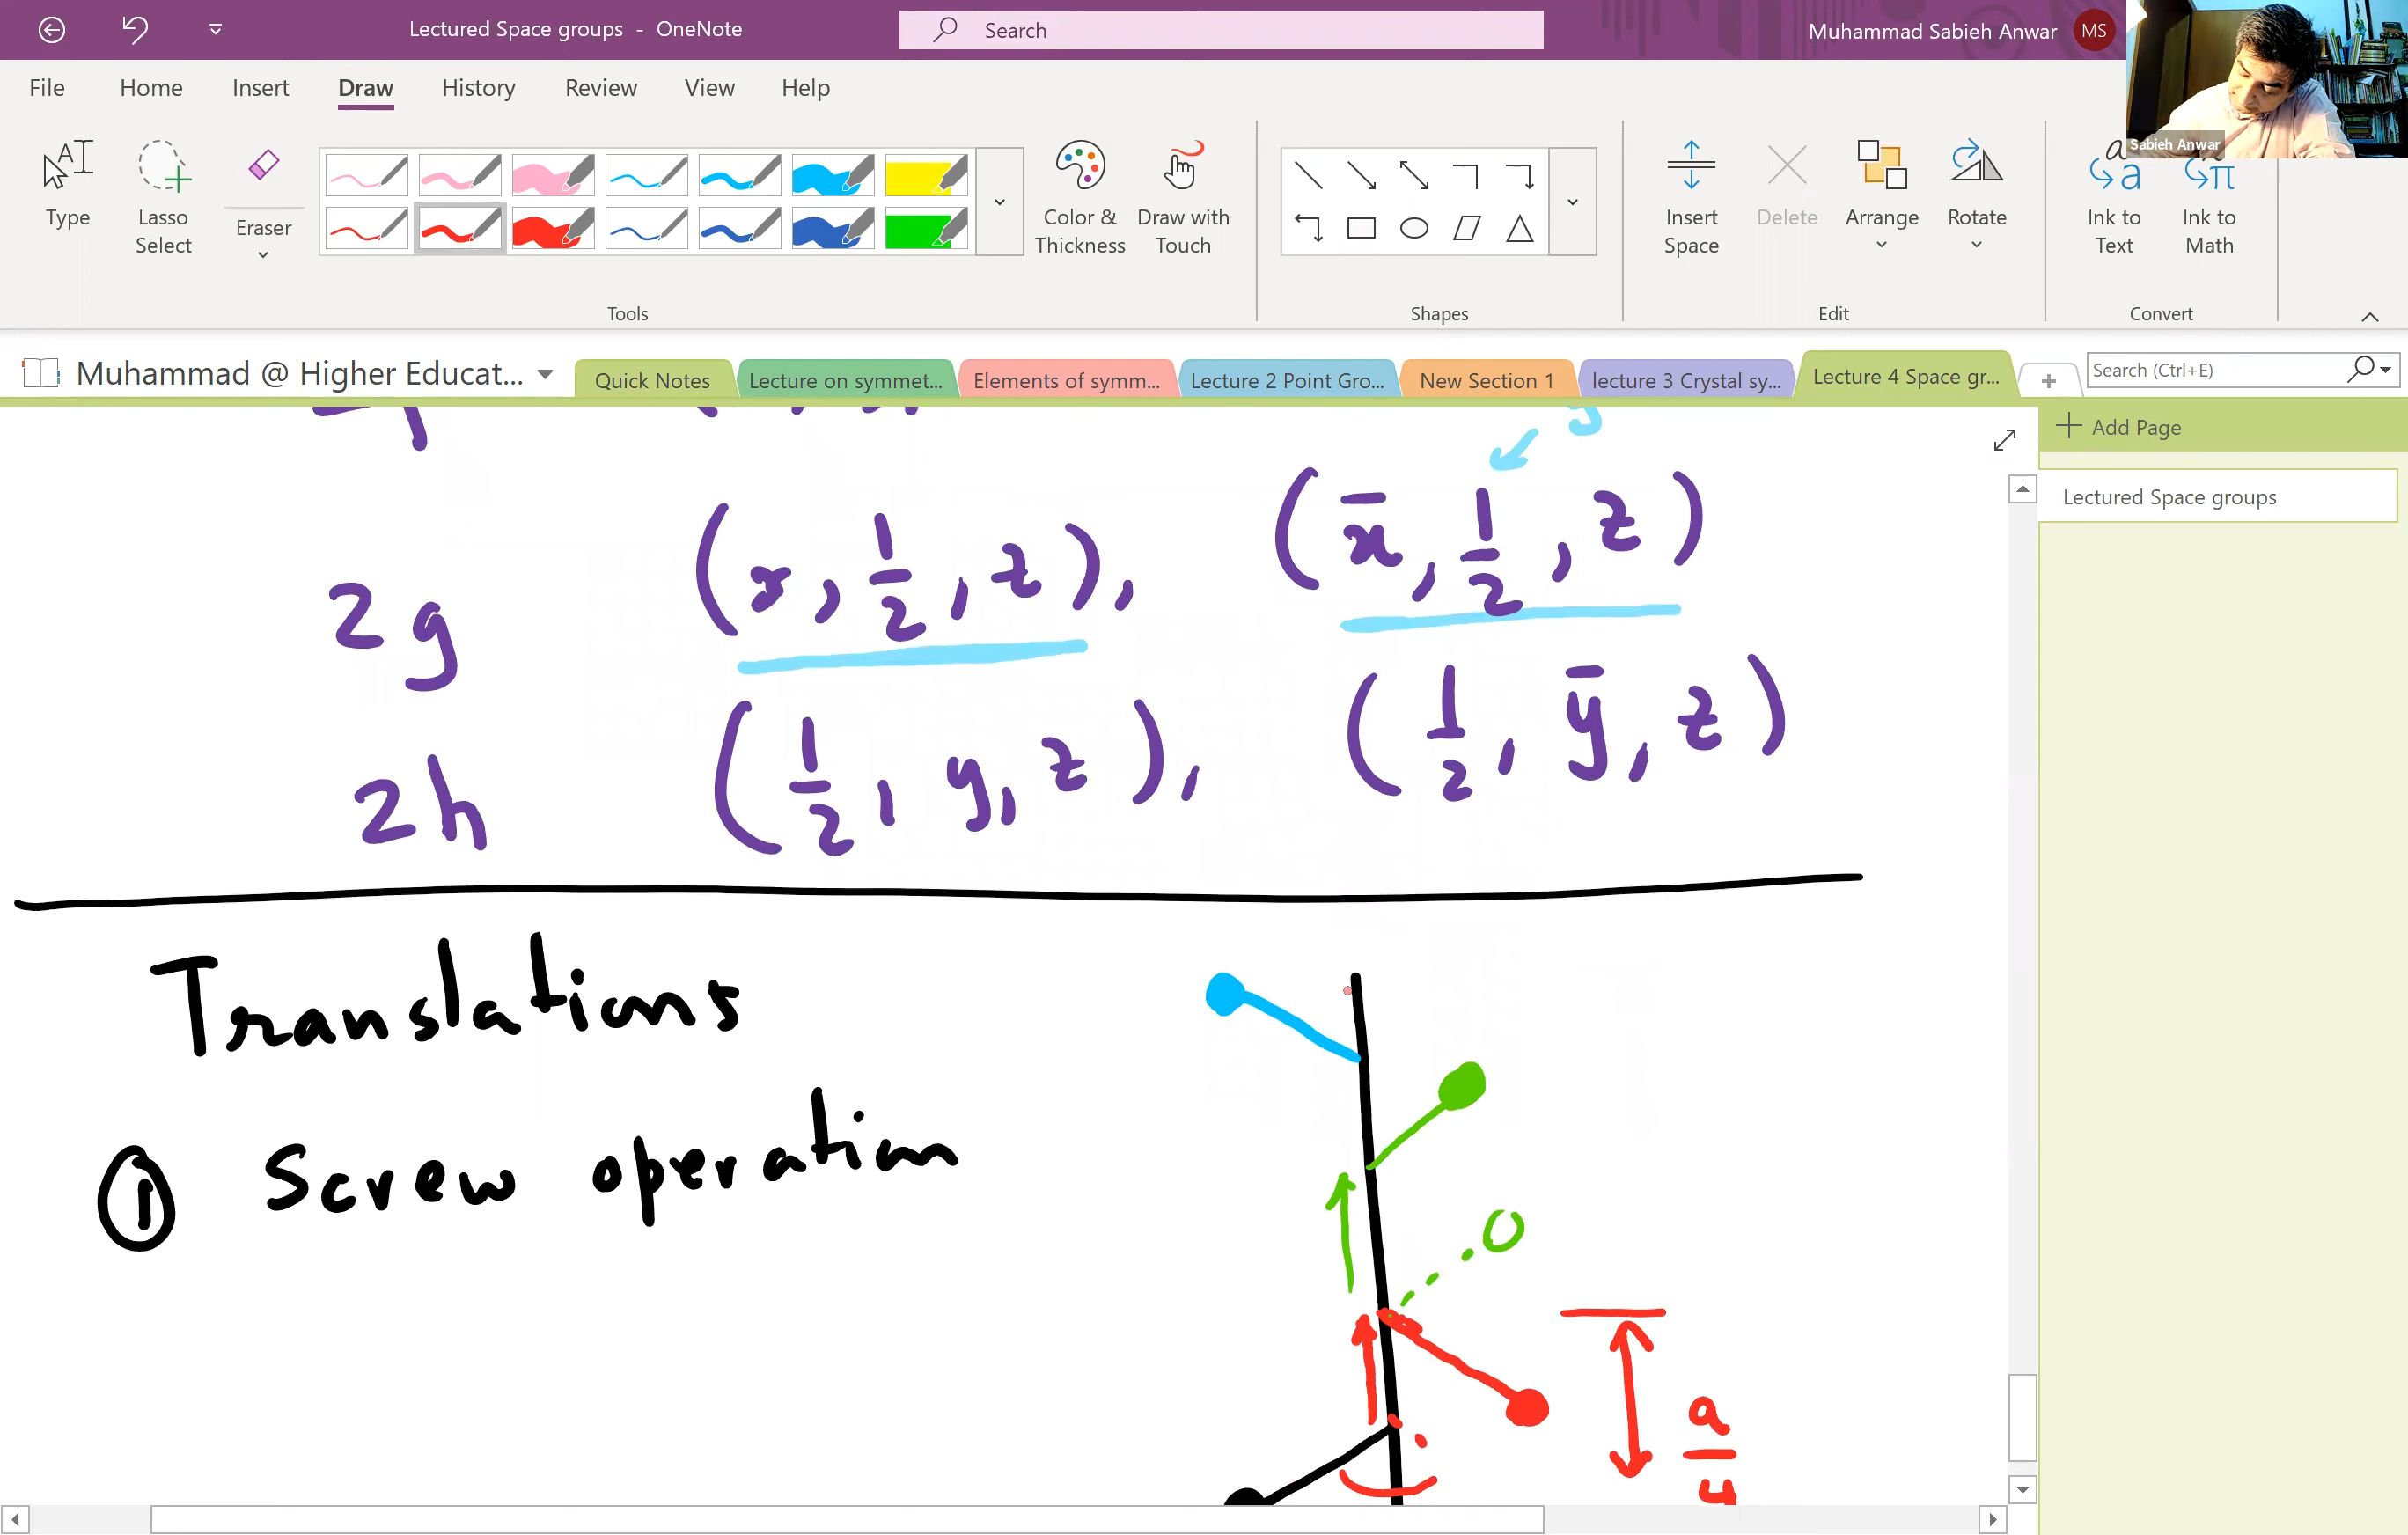 Lectured Space groups - OneNote
Search
Muhammad Sabieh Anwar
MS
Sabieh Anwar
File Home Insert Draw History Review View Help
Type
Lasso Select
Eraser
Color & Thickness
Draw with Touch
Insert Space
Delete
Arrange
Rotate
Ink to Text
Ink to Math
Tools
Shapes
Edit
Convert
Muhammad @ Higher Educat...
Quick Notes
Lecture on symmet...
Elements of symm...
Lecture 2 Point Gro...
New Section 1
lecture 3 Crystal sy...
Lecture 4 Space gr...
Search (Ctrl+E)
Add Page
Lectured Space groups
2g (x, 1/2, z), (x̄, 1/2, z)
2h (1/2, y, z), (1/2, ȳ, z)
Translations
① Screw operation
a/4